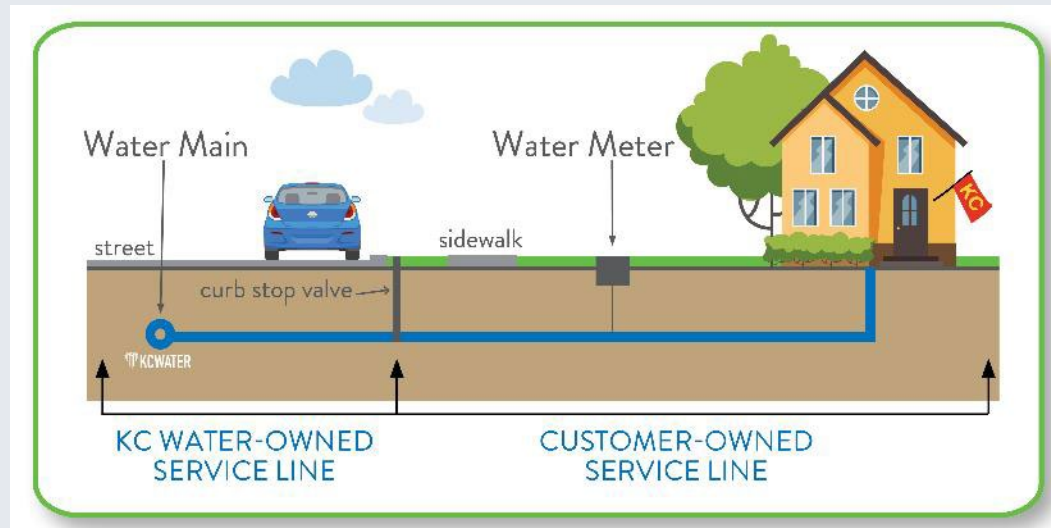 Water Main
Water Meter
KC
street
sidewalk
curb stop valve
KCWATER
KC WATER-OWNED
SERVICE LINE
CUSTOMER-OWNED
SERVICE LINE